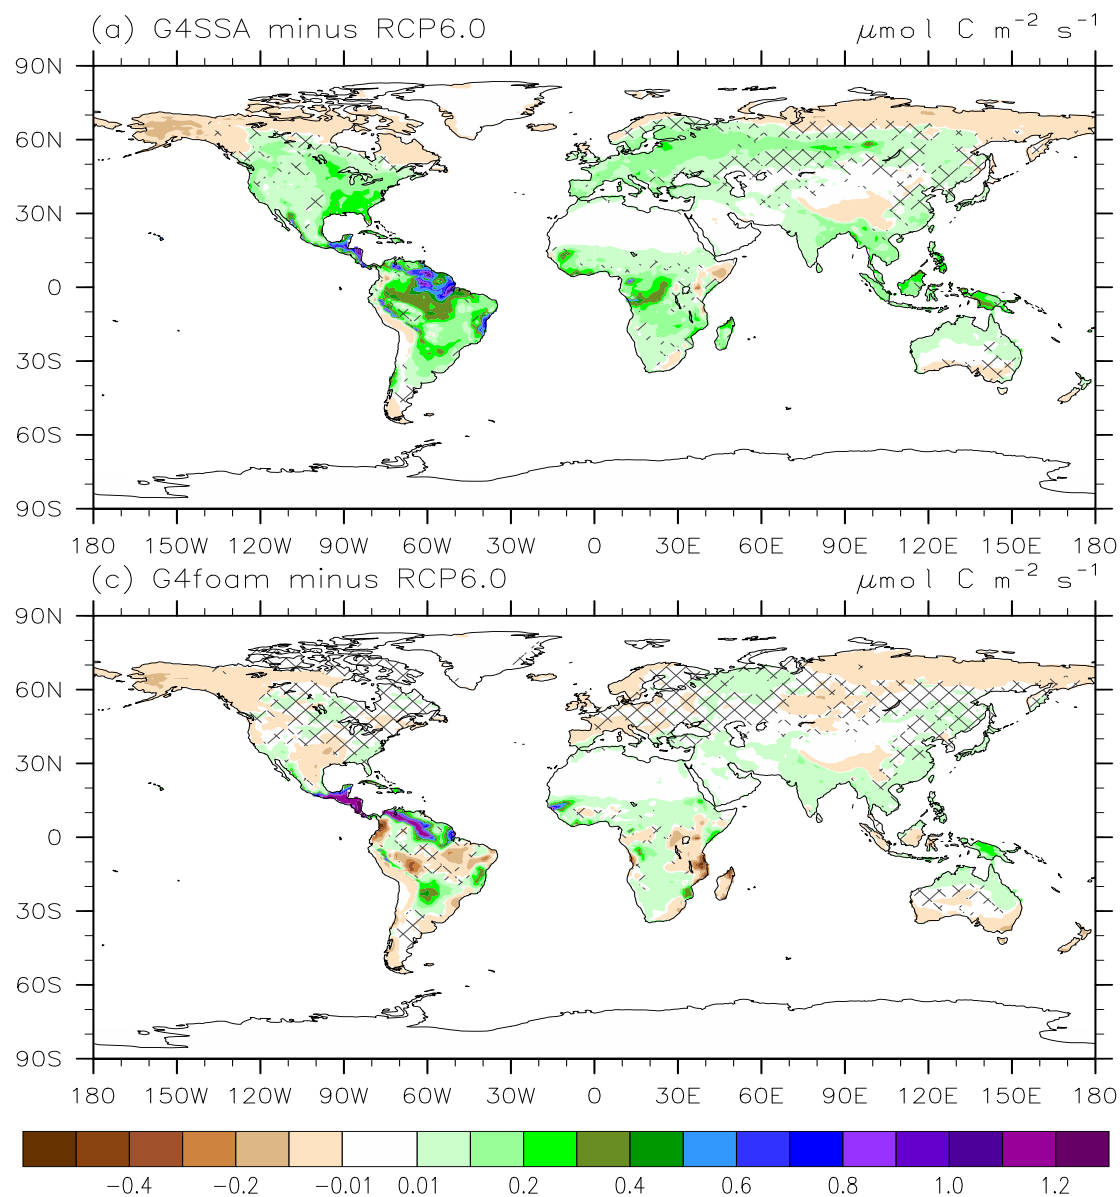 (a) G4SSA minus RCP6.0 μmol C m⁻² s⁻¹
90N
60N
30N
0
30S
60S
90S
180 150W 120W 90W 60W 30W 0 30E 60E 90E 120E 150E 180
(c) G4foam minus RCP6.0 μmol C m⁻² s⁻¹
90N
60N
30N
0
30S
60S
90S
180 150W 120W 90W 60W 30W 0 30E 60E 90E 120E 150E 180
−0.4 −0.2 −0.01 0.01 0.2 0.4 0.6 0.8 1.0 1.2